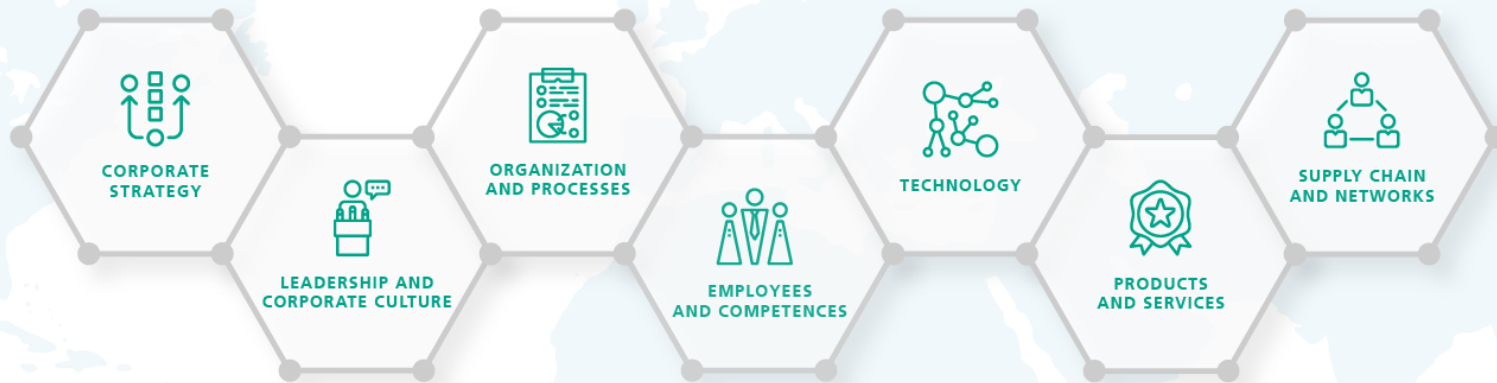 CORPORATE
STRATEGY
LEADERSHIP AND
CORPORATE CULTURE
ORGANIZATION
AND PROCESSES
EMPLOYEES
AND COMPETENCES
TECHNOLOGY
PRODUCTS
AND SERVICES
SUPPLY CHAIN
AND NETWORKS